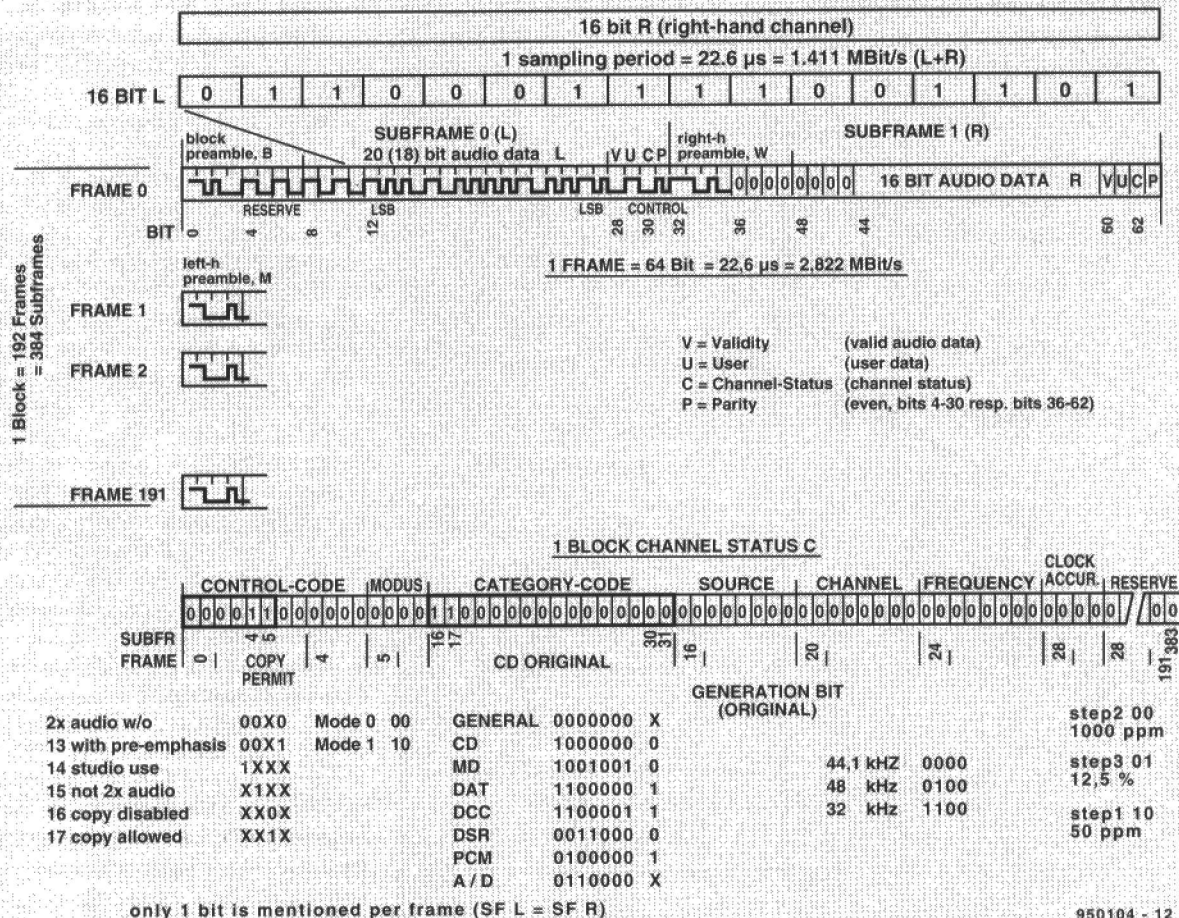 16 bit R (right-hand channel)
1 sampling period = 22.6 µs = 1.411 MBit/s (L+R)
16 BIT L 0 1 1 0 0 0 1 1 1 1 0 0 1 1 0 1
block preamble, B
SUBFRAME 0 (L)
20 (18) bit audio data L
V U C P
right-h preamble, W
SUBFRAME 1 (R)
FRAME 0
0 0 0 0 0 0 0 0 16 BIT AUDIO DATA R V U C P
RESERVE LSB LSB CONTROL
BIT 0 4 8 12 28 30 32 36 48 44 60 62
left-h
preamble, M
1 FRAME = 64 Bit = 22,6 µs = 2,822 MBit/s
1 Block = 192 Frames
= 384 Subframes
FRAME 1
FRAME 2
V = Validity (valid audio data)
U = User (user data)
C = Channel-Status (channel status)
P = Parity (even, bits 4-30 resp. bits 36-62)
FRAME 191
1 BLOCK CHANNEL STATUS C
CONTROL-CODE MODUS CATEGORY-CODE SOURCE CHANNEL FREQUENCY CLOCK ACCUR. RESERVE
SUBFR 4 5 16 17 30 31 383
FRAME 0 COPY PERMIT 4 5 CD ORIGINAL 16 20 24 28 28 191
GENERATION BIT
(ORIGINAL)
2x audio w/o 00X0
13 with pre-emphasis 00X1
14 studio use 1XXX
15 not 2x audio X1XX
16 copy disabled XX0X
17 copy allowed XX1X
Mode 0 00
Mode 1 10
GENERAL 0000000 X
CD 1000000 0
MD 1001001 0
DAT 1100000 1
DCC 1100001 1
DSR 0011000 0
PCM 0100000 1
A / D 0110000 X
44,1 kHZ 0000
48 kHz 0100
32 kHz 1100
step2 00
1000 ppm
step3 01
12,5 %
step1 10
50 ppm
only 1 bit is mentioned per frame (SF L = SF R)
950104 - 12